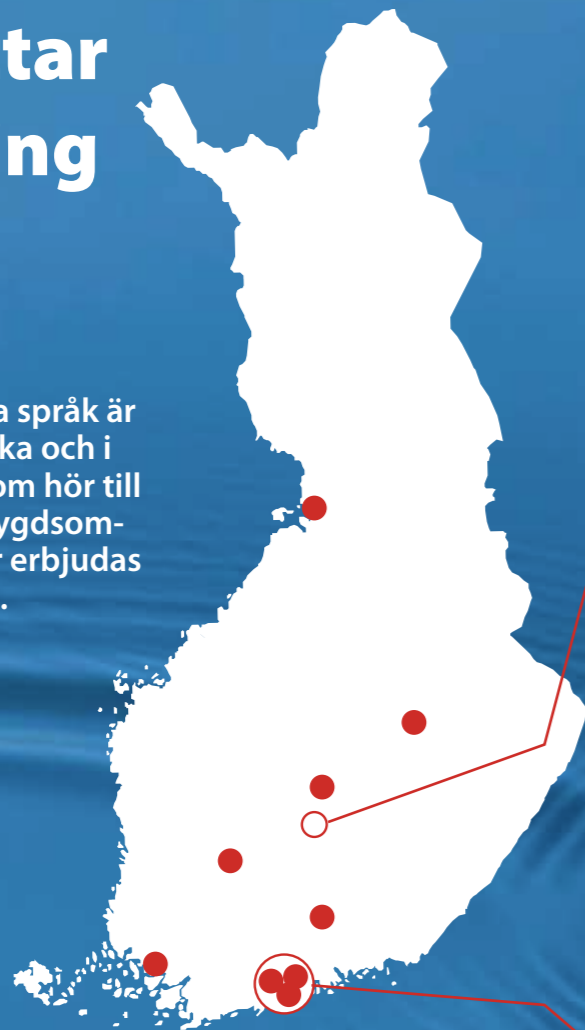 tar
ng
a språk är
ka och i
om hör till
ygdsom-
r erbjudas
.